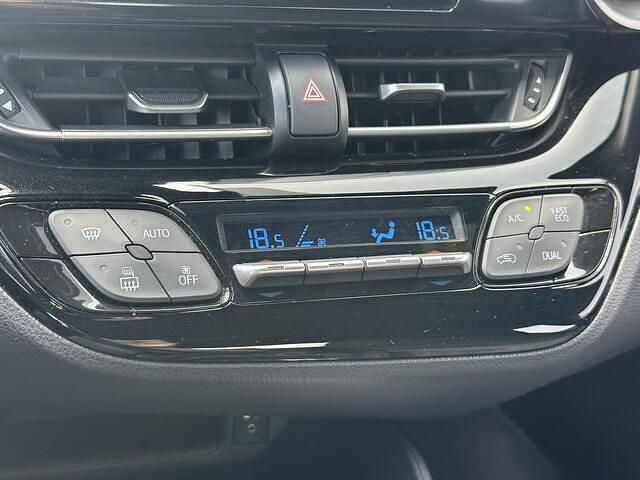 AUTO
OFF
18.5
18.5
A/C
FAST
ECO
DUAL